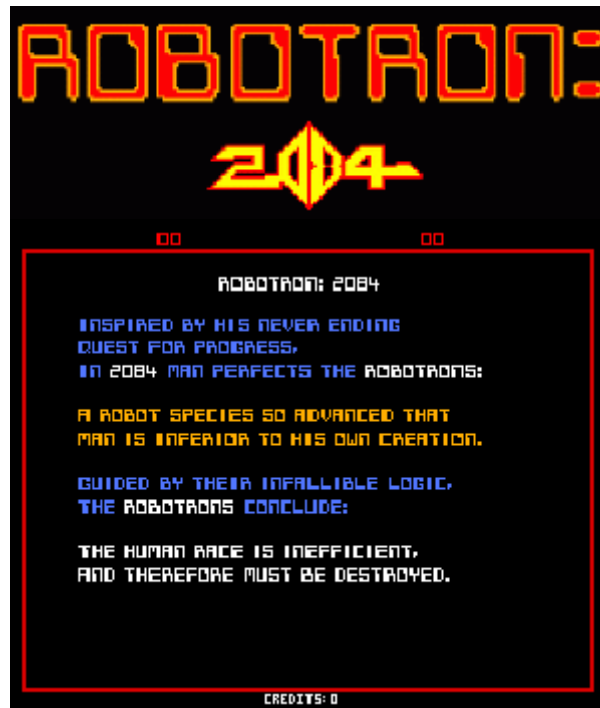 ROBOTRON:
2084
00 00
ROBOTRON: 2084
INSPIRED BY HIS NEVER ENDING
QUEST FOR PROGRESS,
IN 2084 MAN PERFECTS THE ROBOTRONS:
A ROBOT SPECIES SO ADVANCED THAT
MAN IS INFERIOR TO HIS OWN CREATION.
GUIDED BY THEIR INFALLIBLE LOGIC,
THE ROBOTRONS CONCLUDE:
THE HUMAN RACE IS INEFFICIENT,
AND THEREFORE MUST BE DESTROYED.
CREDITS: 0